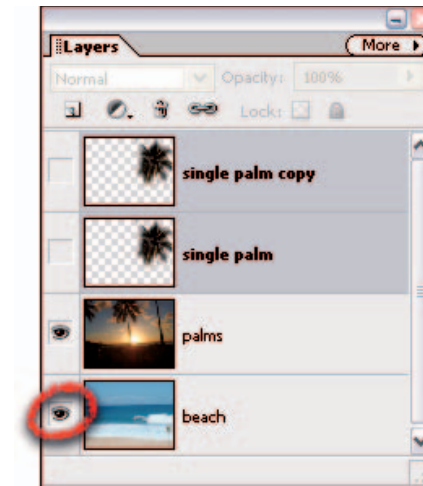 Layers
More
Normal
Opacity: 100%
Lock:
single palm copy
single palm
palms
beach